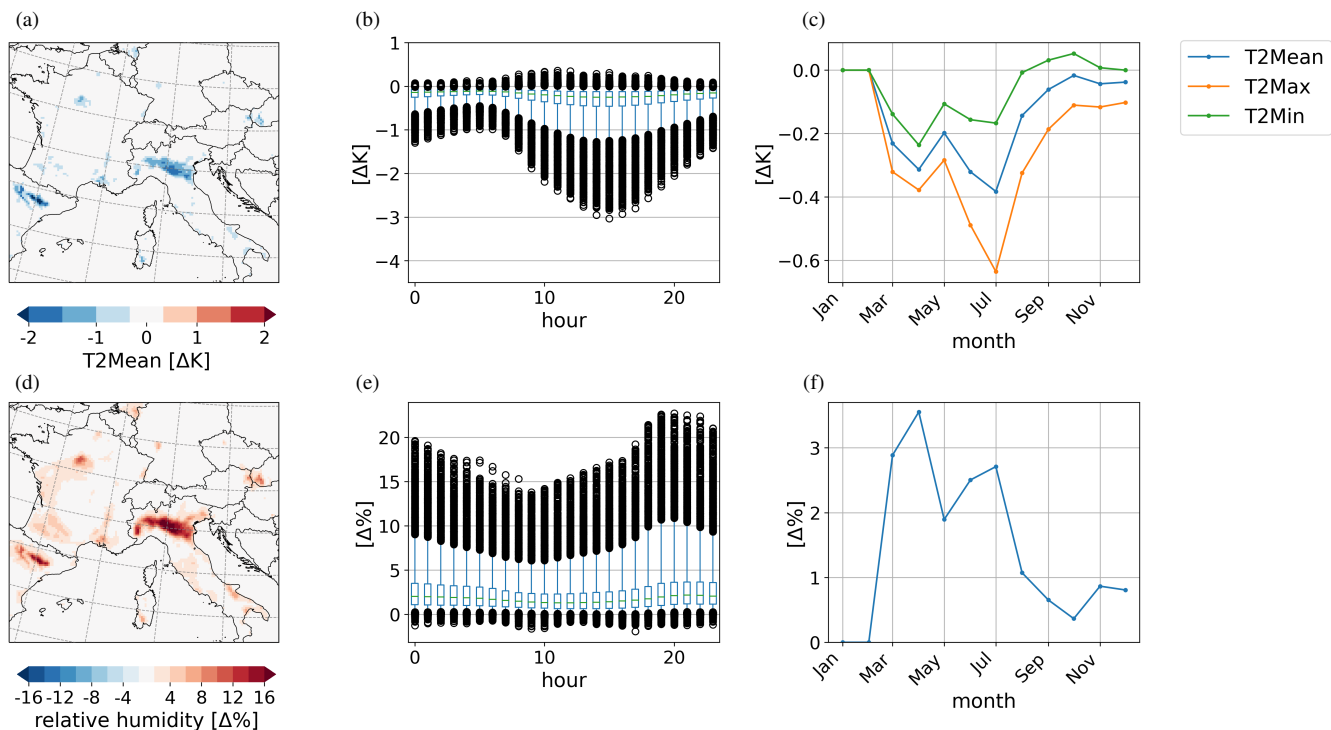 (a)
(b)
(c)
1
0
−1
−2
−3
−4
[ΔK]
0
10
20
hour
0.0
−0.2
−0.4
−0.6
[ΔK]
Jan
Mar
May
Jul
Sep
Nov
month
T2Mean
T2Max
T2Min
-2
-1
0
1
2
T2Mean [ΔK]
(d)
(e)
(f)
20
15
10
5
0
[Δ%]
0
10
20
hour
3
2
1
0
[Δ%]
Jan
Mar
May
Jul
Sep
Nov
month
-16
-12
-8
-4
4
8
12
16
relative humidity [Δ%]